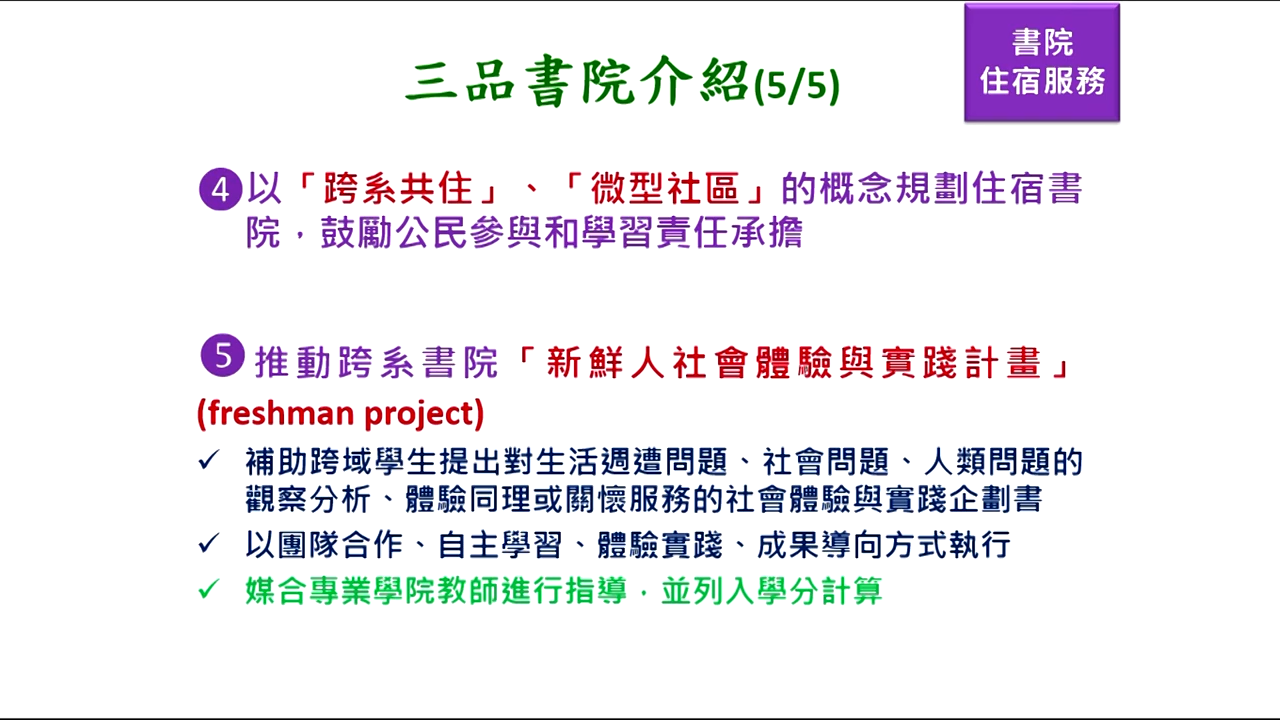 書院
住宿服務
三品書院介紹(5/5)
❹以「跨系共住」、「微型社區」的概念規劃住宿書
院，鼓勵公民參與和學習責任承擔
❺推動跨系書院「新鮮人社會體驗與實踐計畫」
(freshman project)
✓ 補助跨域學生提出對生活週遭問題、社會問題、人類問題的
觀察分析、體驗同理或關懷服務的社會體驗與實踐企劃書
✓ 以團隊合作、自主學習、體驗實踐、成果導向方式執行
✓ 媒合專業學院教師進行指導，並列入學分計算